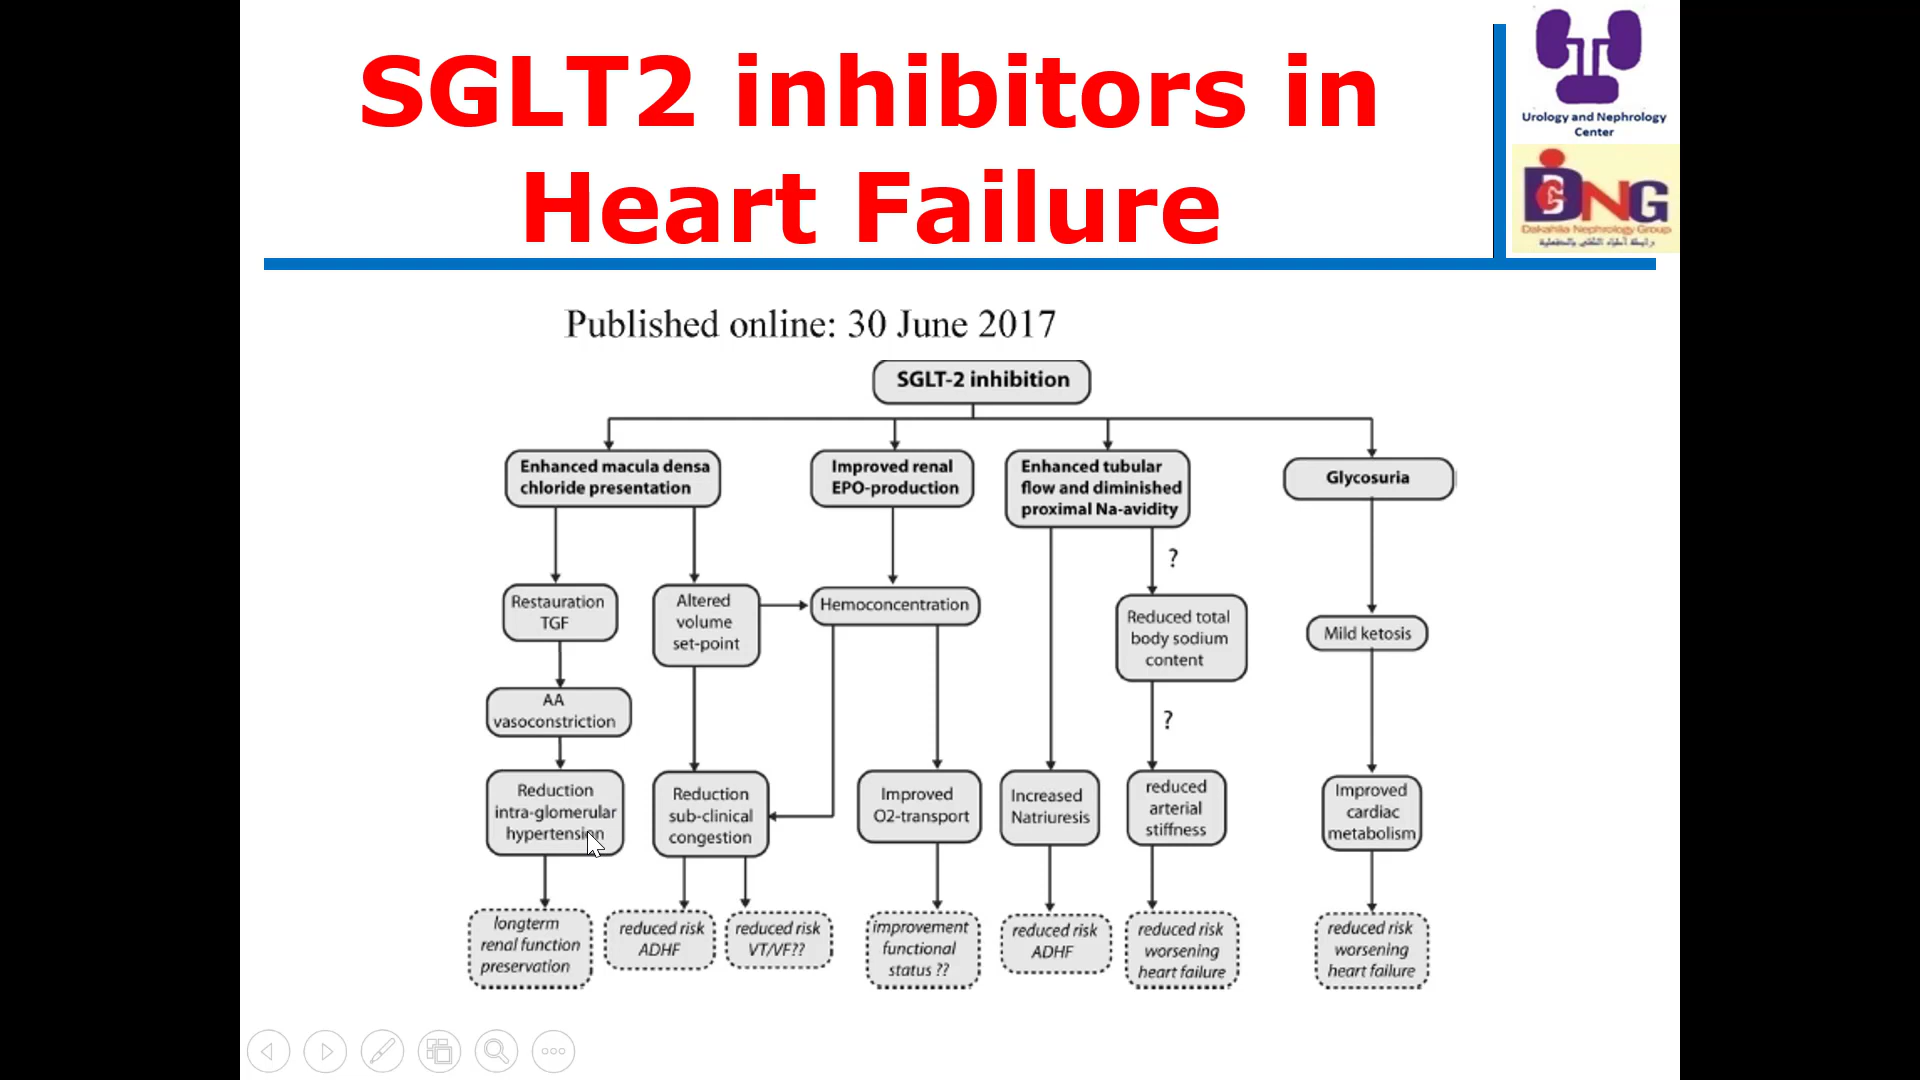 SGLT2 inhibitors in
Heart Failure
Urology and Nephrology
Center
DNG
Dakahlia Nephrology Group
رابطة أطباء الكلى بالدقهلية
Published online: 30 June 2017
SGLT-2 inhibition
Enhanced macula densa
chloride presentation
Improved renal
EPO-production
Enhanced tubular
flow and diminished
proximal Na-avidity
Glycosuria
?
Restauration
TGF
Altered
volume
set-point
Hemoconcentration
Reduced total
body sodium
content
Mild ketosis
AA
vasoconstriction
?
Reduction
intra-glomerular
hypertension
Reduction
sub-clinical
congestion
Improved
O2-transport
Increased
Natriuresis
reduced
arterial
stiffness
Improved
cardiac
metabolism
longterm
renal function
preservation
reduced risk
ADHF
reduced risk
VT/VF??
improvement
functional
status ??
reduced risk
ADHF
reduced risk
worsening
heart failure
reduced risk
worsening
heart failure